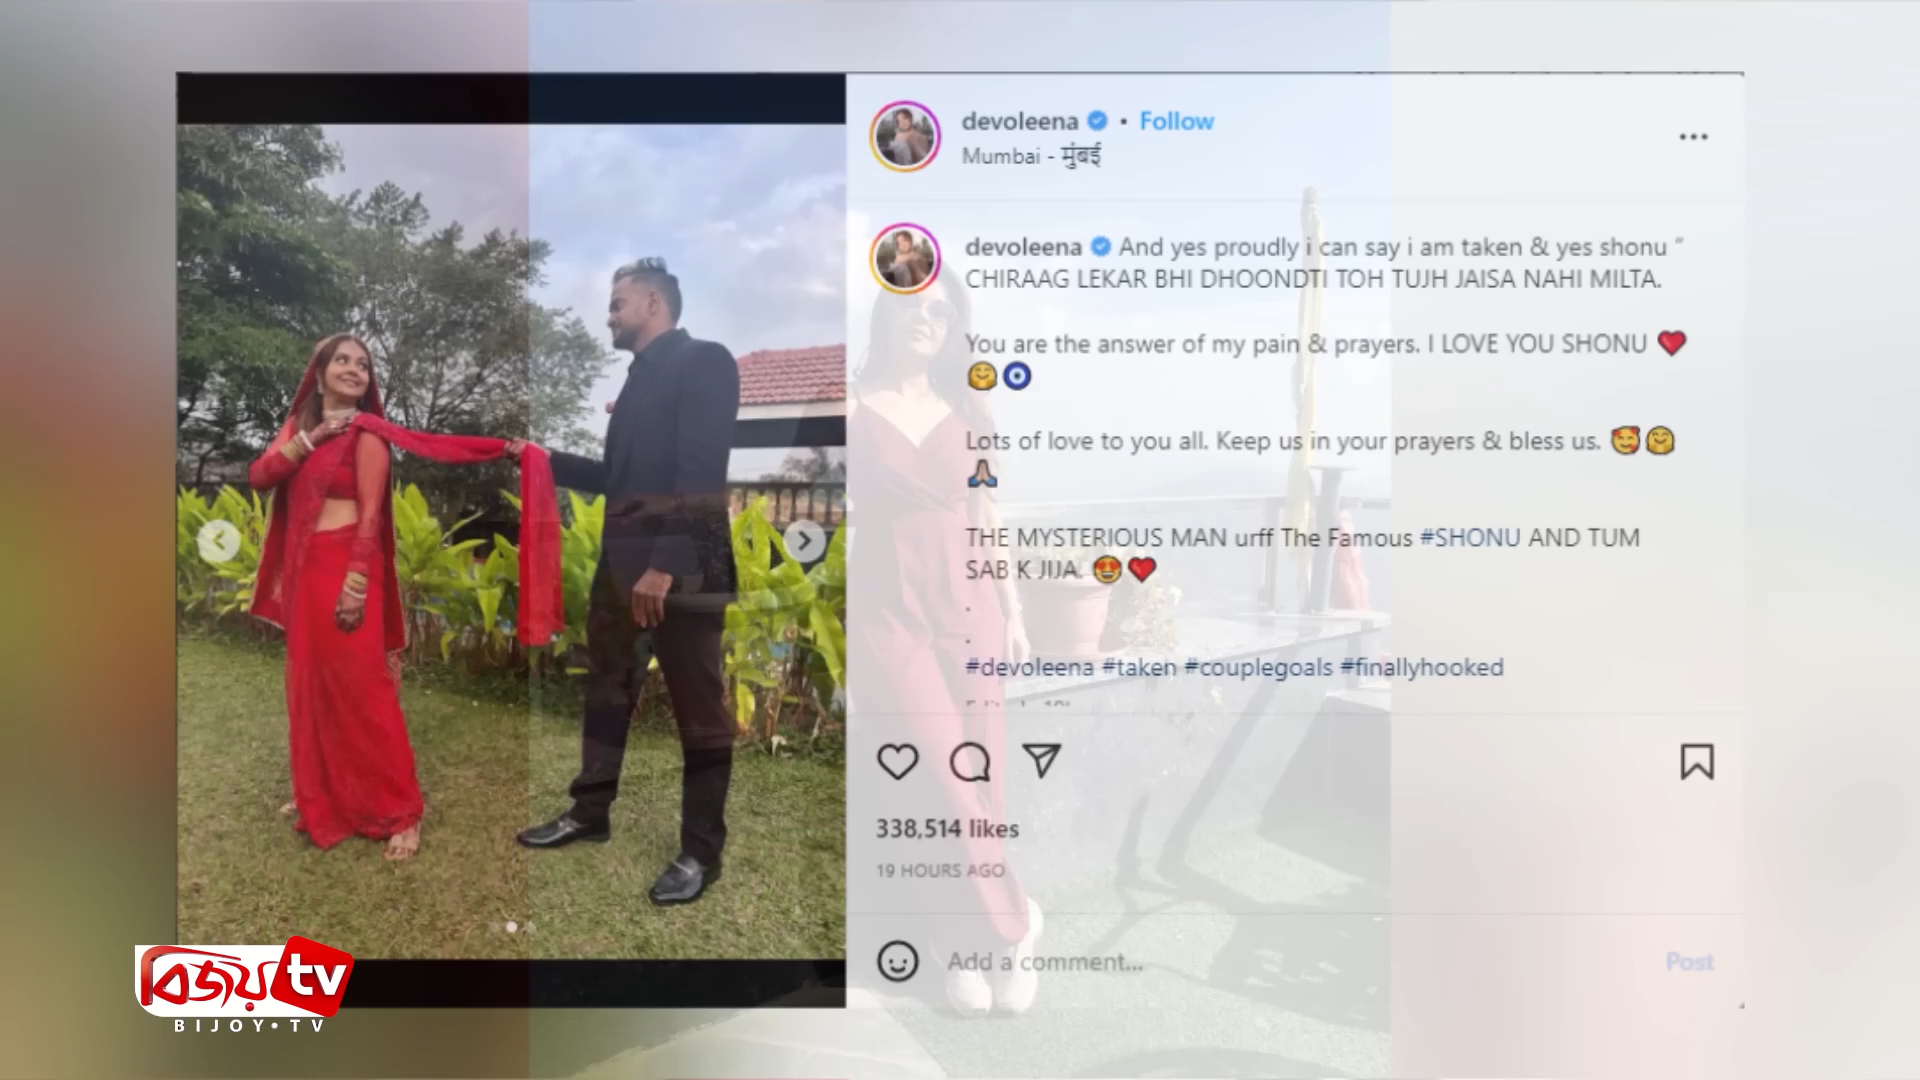 devoleena • Follow
Mumbai - मुंबई
devoleena And yes proudly i can say i am taken & yes shonu “
CHIRAAG LEKAR BHI DHOONDTI TOH TUJH JAISA NAHI MILTA.
You are the answer of my pain & prayers. I LOVE YOU SHONU ❤️
🤗🧿
Lots of love to you all. Keep us in your prayers & bless us. 🥰🤗
🙏🏼
THE MYSTERIOUS MAN urff The Famous #SHONU AND TUM
SAB K JIJA. 😍❤️
.
.
#devoleena #taken #couplegoals #finallyhooked
338,514 likes
19 HOURS AGO
Add a comment... Post
বিজয় tv
BIJOY•TV